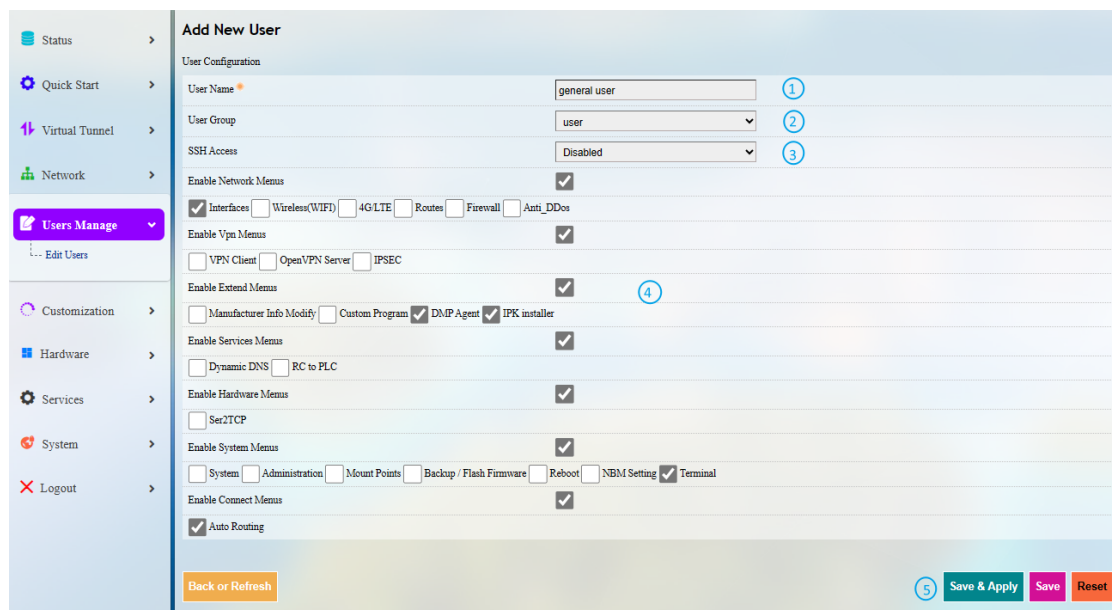 Status
Quick Start
Virtual Tunnel
Network
Users Manage
Edit Users
Customization
Hardware
Services
System
Logout
Add New User
User Configuration
User Name * general user 1
User Group user 2
SSH Access Disabled 3
Enable Network Menus
Interfaces Wireless(WIFI) 4G/LTE Routes Firewall Anti_DDos
Enable Vpn Menus
VPN Client OpenVPN Server IPSEC
Enable Extend Menus 4
Manufacturer Info Modify Custom Program DMP Agent IPK installer
Enable Services Menus
Dynamic DNS RC to PLC
Enable Hardware Menus
Ser2TCP
Enable System Menus
System Administration Mount Points Backup / Flash Firmware Reboot NBM Setting Terminal
Enable Connect Menus
Auto Routing
Back or Refresh 5 Save & Apply Save Reset